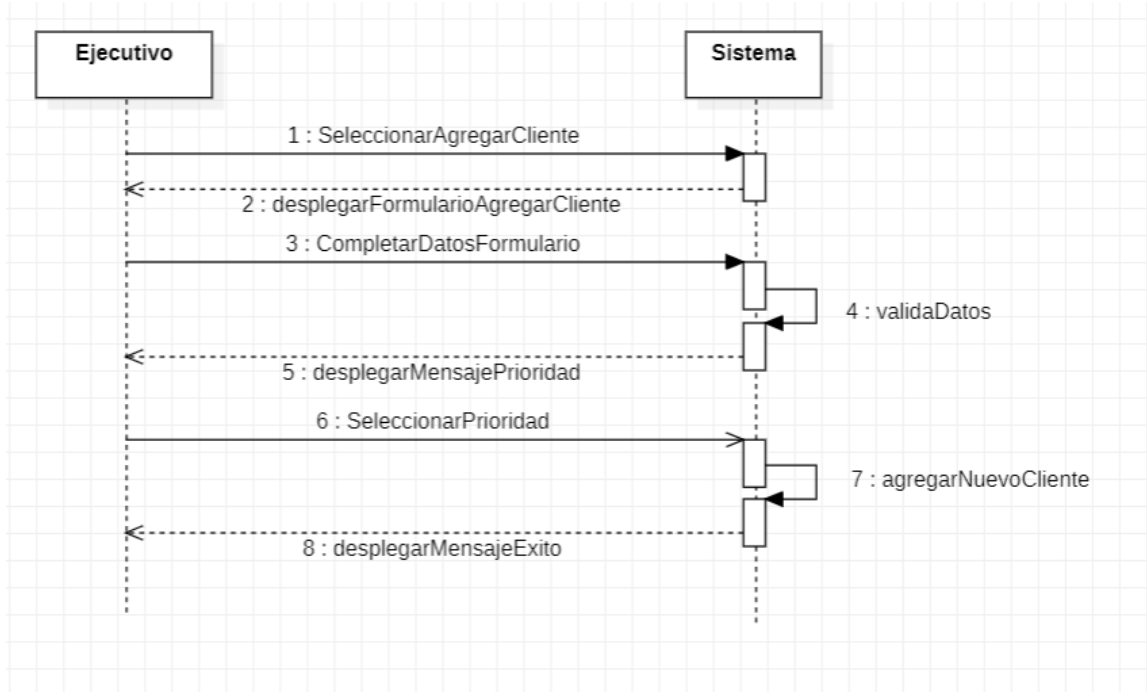 Ejecutivo
Sistema
1 : SeleccionarAgregarCliente
2 : desplegarFormularioAgregarCliente
3 : CompletarDatosFormulario
4 : validaDatos
5 : desplegarMensajePrioridad
6 : SeleccionarPrioridad
7 : agregarNuevoCliente
8 : desplegarMensajeExito